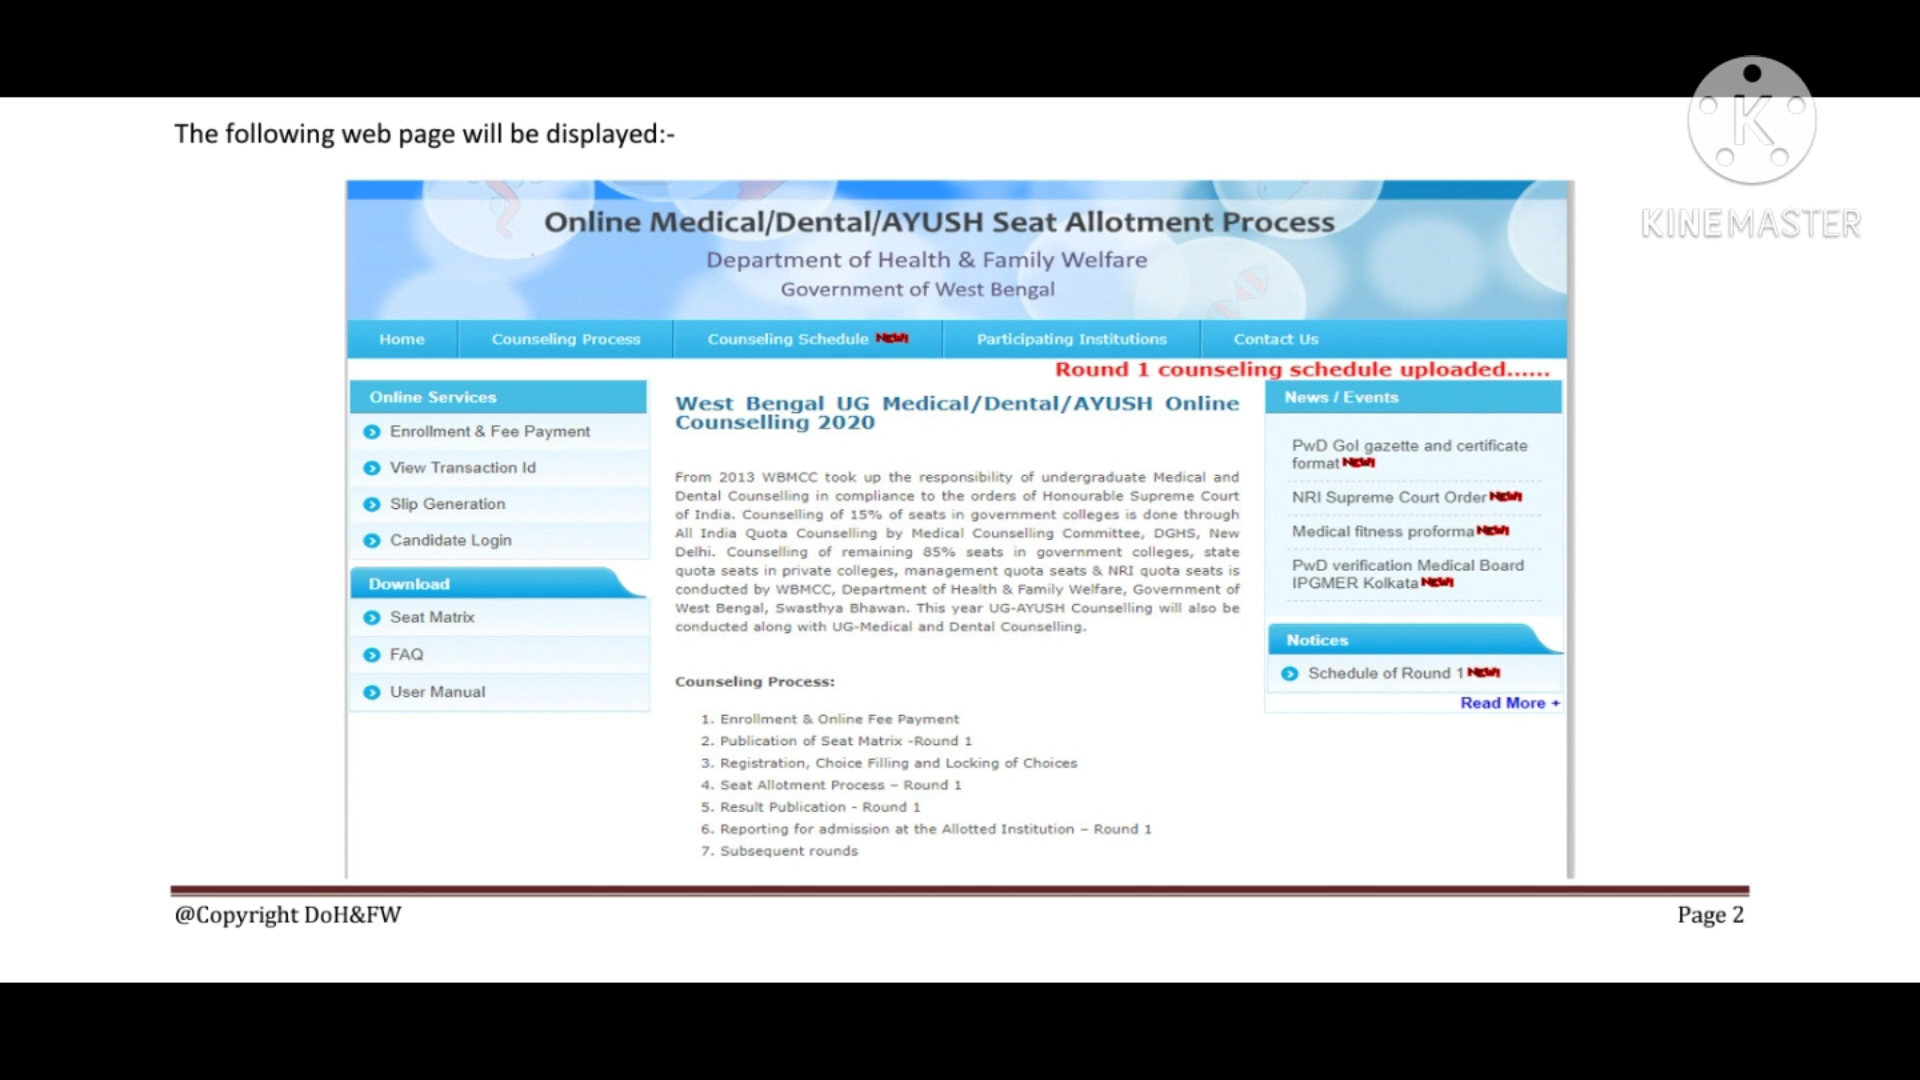 The following web page will be displayed:-
K
KINEMASTER
Online Medical/Dental/AYUSH Seat Allotment Process
Department of Health & Family Welfare
Government of West Bengal
Home Counseling Process Counseling Schedule NEW! Participating Institutions Contact Us
Round 1 counseling schedule uploaded......
Online Services
Enrollment & Fee Payment
View Transaction Id
Slip Generation
Candidate Login
Download
Seat Matrix
FAQ
User Manual
West Bengal UG Medical/Dental/AYUSH Online
Counselling 2020
From 2013 WBMCC took up the responsibility of undergraduate Medical and
Dental Counselling in compliance to the orders of Honourable Supreme Court
of India. Counselling of 15% of seats in government colleges is done through
All India Quota Counselling by Medical Counselling Committee, DGHS, New
Delhi. Counselling of remaining 85% seats in government colleges, state
quota seats in private colleges, management quota seats & NRI quota seats is
conducted by WBMCC, Department of Health & Family Welfare, Government of
West Bengal, Swasthya Bhawan. This year UG-AYUSH Counselling will also be
conducted along with UG-Medical and Dental Counselling.
Counseling Process:
1. Enrollment & Online Fee Payment
2. Publication of Seat Matrix -Round 1
3. Registration, Choice Filling and Locking of Choices
4. Seat Allotment Process – Round 1
5. Result Publication - Round 1
6. Reporting for admission at the Allotted Institution – Round 1
7. Subsequent rounds
News / Events
PwD GoI gazette and certificate
format NEW!
NRI Supreme Court Order NEW!
Medical fitness proforma NEW!
PwD verification Medical Board
IPGMER Kolkata NEW!
Notices
Schedule of Round 1 NEW!
Read More +
@Copyright DoH&FW
Page 2